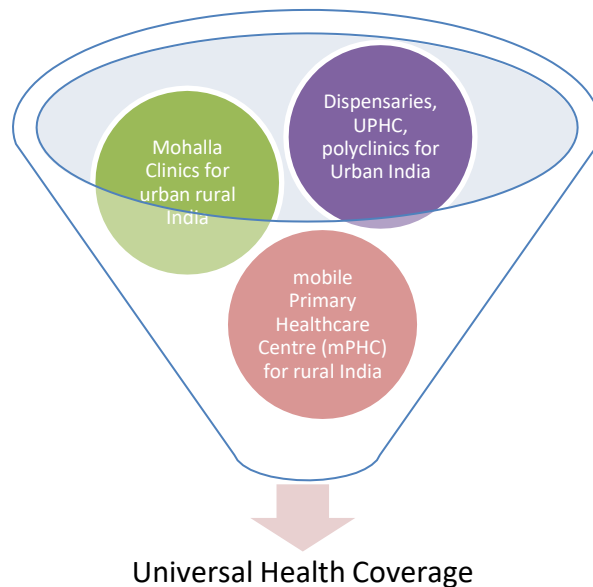 Mohalla
Clinics for
urban rural
India
Dispensaries,
UPHC,
polyclinics for
Urban India
mobile
Primary
Healthcare
Centre (mPHC)
for rural India
Universal Health Coverage